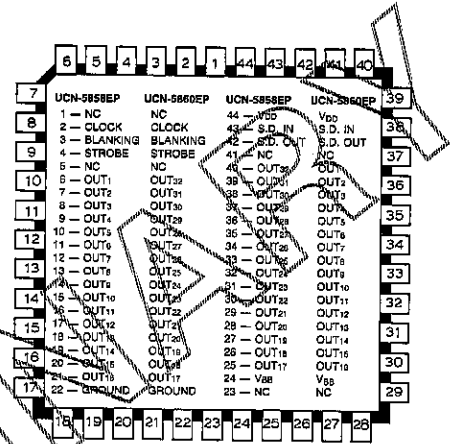 6 5 4 3 2 1 44 43 42 41 40
7 8 9 10 11 12 13 14 15 16 17
39 38 37 36 35 34 33 32 31 30 29
UCN-5858EP UCN-5860EP UCN-5858EP UCN-5860EP
1 — NC NC 44 — VDD VDD
2 — CLOCK CLOCK 43 — S.D. IN S.D. IN
3 — BLANKING BLANKING 42 — S.D. OUT S.D. OUT
4 — STROBE STROBE 41 — NC NC
5 — NC NC 40 — OUT32 OUT1
6 — OUT1 OUT32 39 — OUT31 OUT2
7 — OUT2 OUT31 38 — OUT30 OUT3
8 — OUT3 OUT30 37 — OUT29 OUT4
9 — OUT4 OUT29 36 — OUT28 OUT5
10 — OUT5 OUT28 35 — OUT27 OUT6
11 — OUT6 OUT27 34 — OUT26 OUT7
12 — OUT7 OUT26 33 — OUT25 OUT8
13 — OUT8 OUT25 32 — OUT24 OUT9
14 — OUT9 OUT24 31 — OUT23 OUT10
15 — OUT10 OUT23 30 — OUT22 OUT11
16 — OUT11 OUT22 29 — OUT21 OUT12
17 — OUT12 OUT21 28 — OUT20 OUT13
18 — OUT13 OUT20 27 — OUT19 OUT14
19 — OUT14 OUT19 26 — OUT18 OUT15
20 — OUT15 OUT18 25 — OUT17 OUT16
21 — OUT16 OUT17 24 — VBB VBB
22 — GROUND GROUND 23 — NC NC
18 19 20 21 22 23 24 25 26 27 28